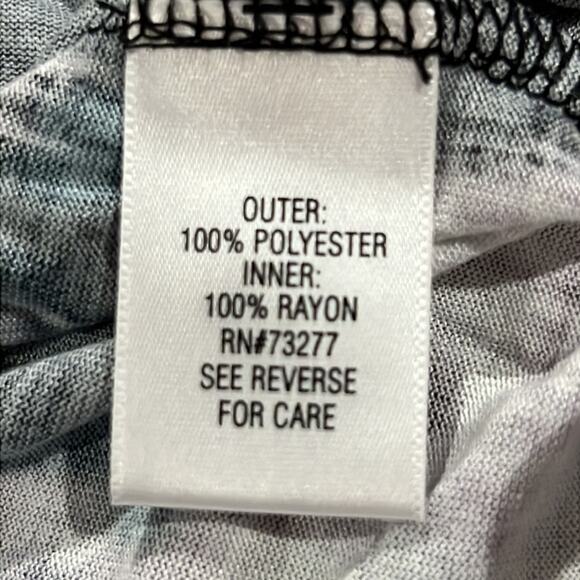 OUTER:
100% POLYESTER
INNER:
100% RAYON
RN#73277
SEE REVERSE
FOR CARE